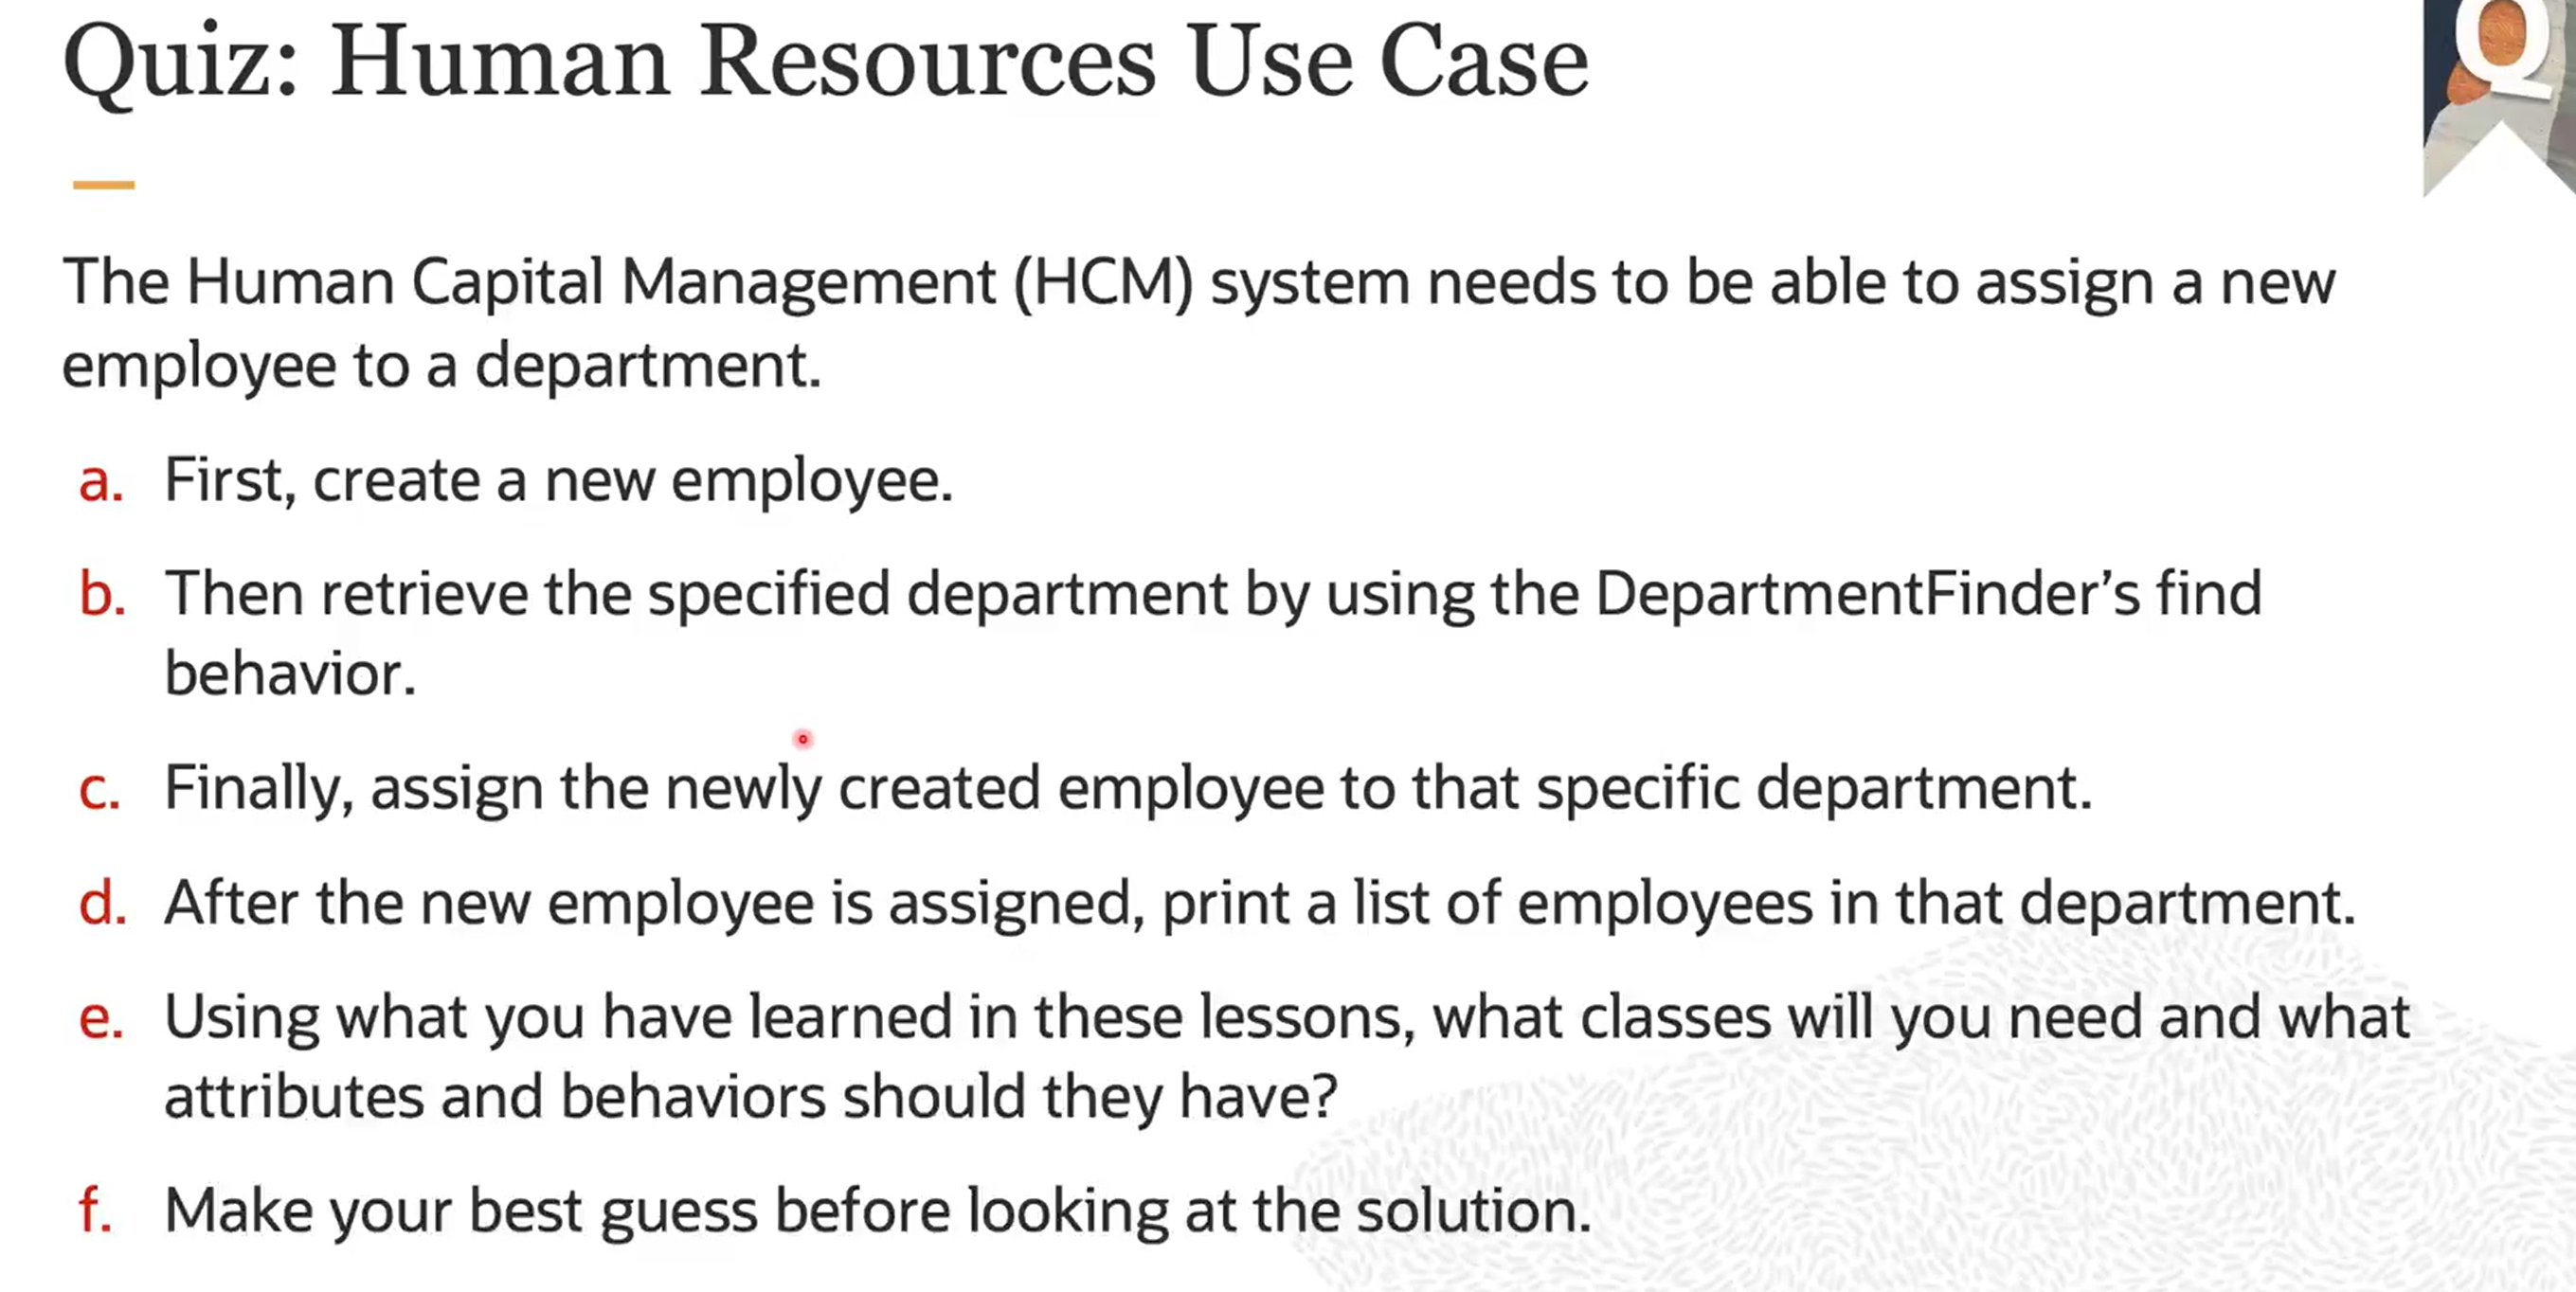 Quiz: Human Resources Use Case
Q
The Human Capital Management (HCM) system needs to be able to assign a new
employee to a department.
a. First, create a new employee.
b. Then retrieve the specified department by using the DepartmentFinder’s find
behavior.
c. Finally, assign the newly created employee to that specific department.
d. After the new employee is assigned, print a list of employees in that department.
e. Using what you have learned in these lessons, what classes will you need and what
attributes and behaviors should they have?
f. Make your best guess before looking at the solution.